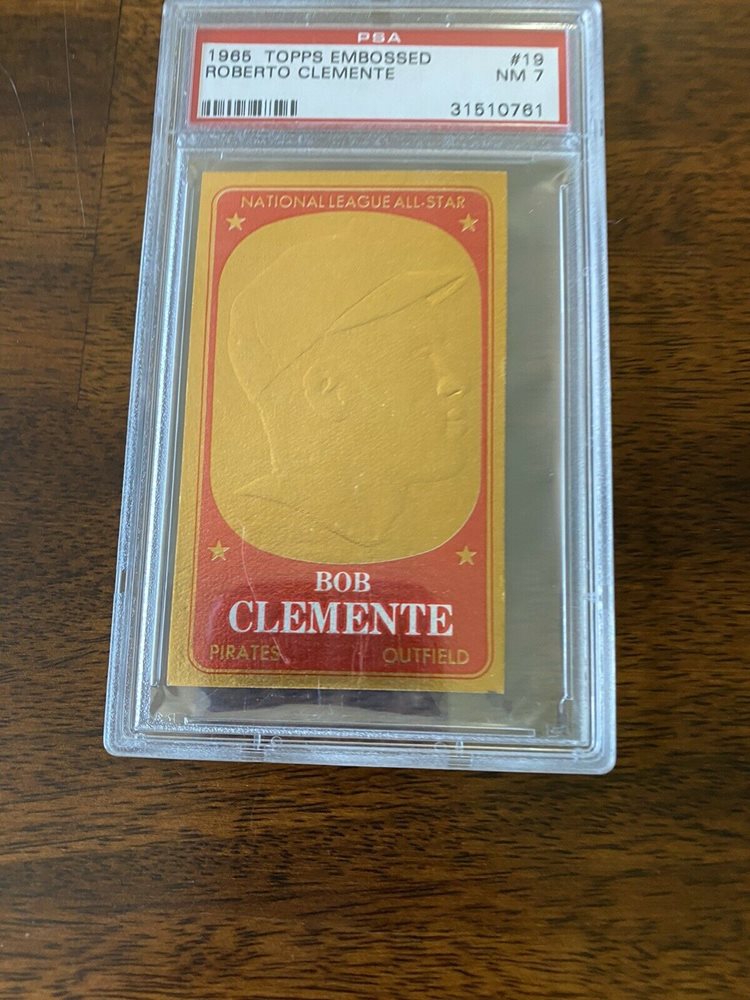 PSA
1965 TOPPS EMBOSSED #19
ROBERTO CLEMENTE NM 7
31510761
NATIONAL LEAGUE ALL-STAR
BOB
CLEMENTE
PIRATES OUTFIELD